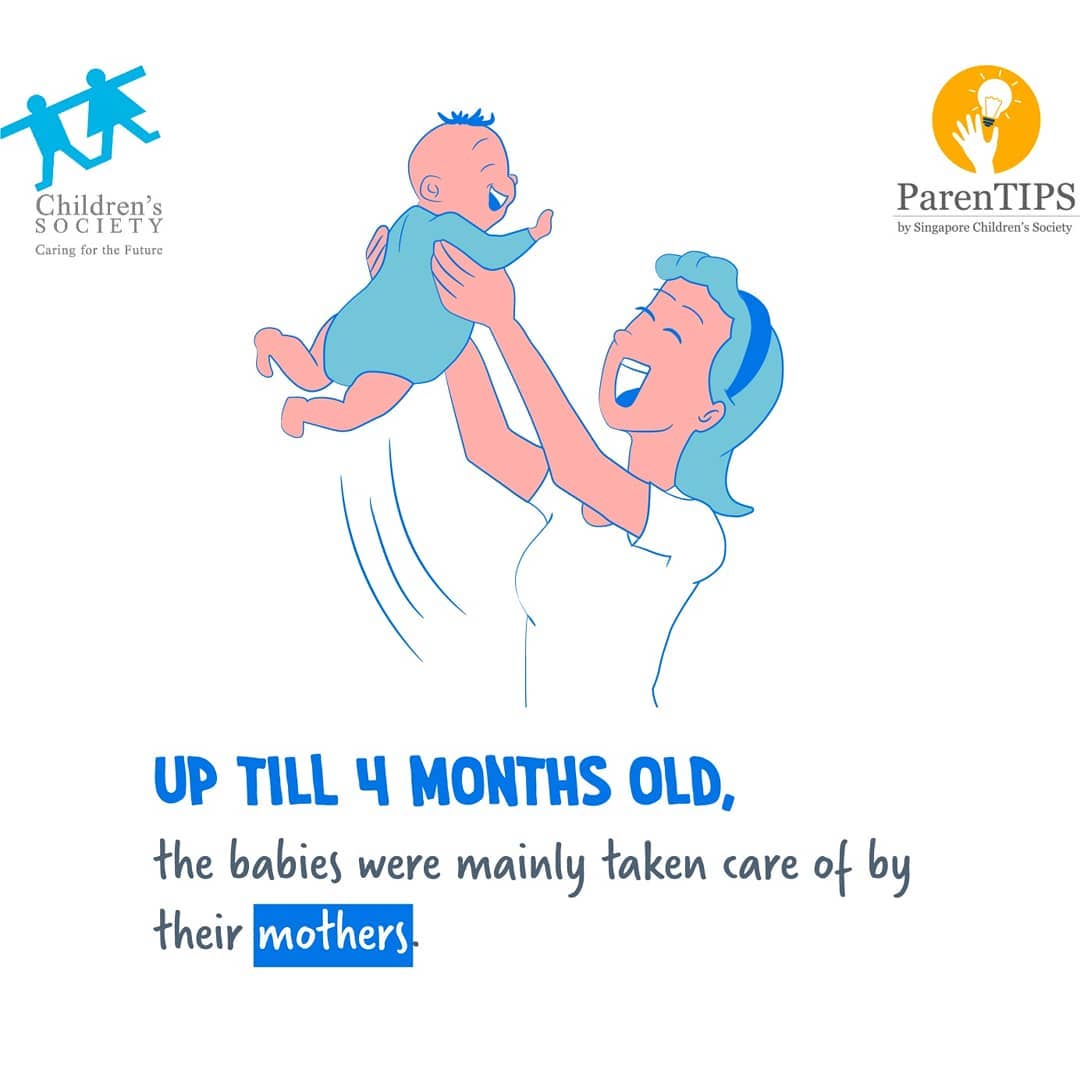 Children's
SOCIETY
Caring for the Future
ParenTIPS
by Singapore Children's Society
UP TILL 4 MONTHS OLD,
the babies were mainly taken care of by
their mothers.